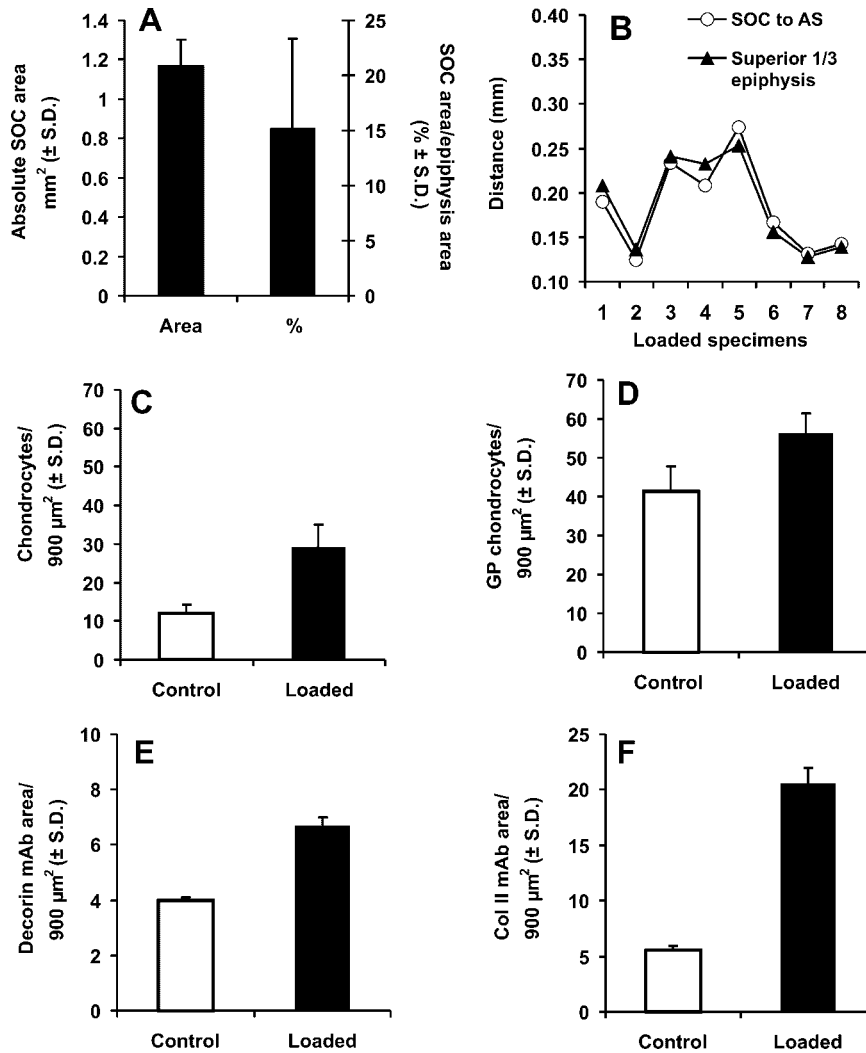 A
Absolute SOC area
mm² (± S.D.)
1.4
1.2
1
0.8
0.6
0.4
0.2
0
25
20
15
10
5
0
SOC area/epiphysis area
(% ± S.D.)
Area
%
B
SOC to AS
Superior 1/3
epiphysis
Distance (mm)
0.40
0.35
0.30
0.25
0.20
0.15
0.10
1 2 3 4 5 6 7 8
Loaded specimens
C
Chondrocytes/
900 µm² (± S.D.)
70
60
50
40
30
20
10
0
Control
Loaded
D
GP chondrocytes/
900 µm² (± S.D.)
70
60
50
40
30
20
10
0
Control
Loaded
E
Decorin mAb area/
900 µm² (± S.D.)
10
8
6
4
2
0
Control
Loaded
F
Col II mAb area/
900 µm² (± S.D.)
25
20
15
10
5
0
Control
Loaded